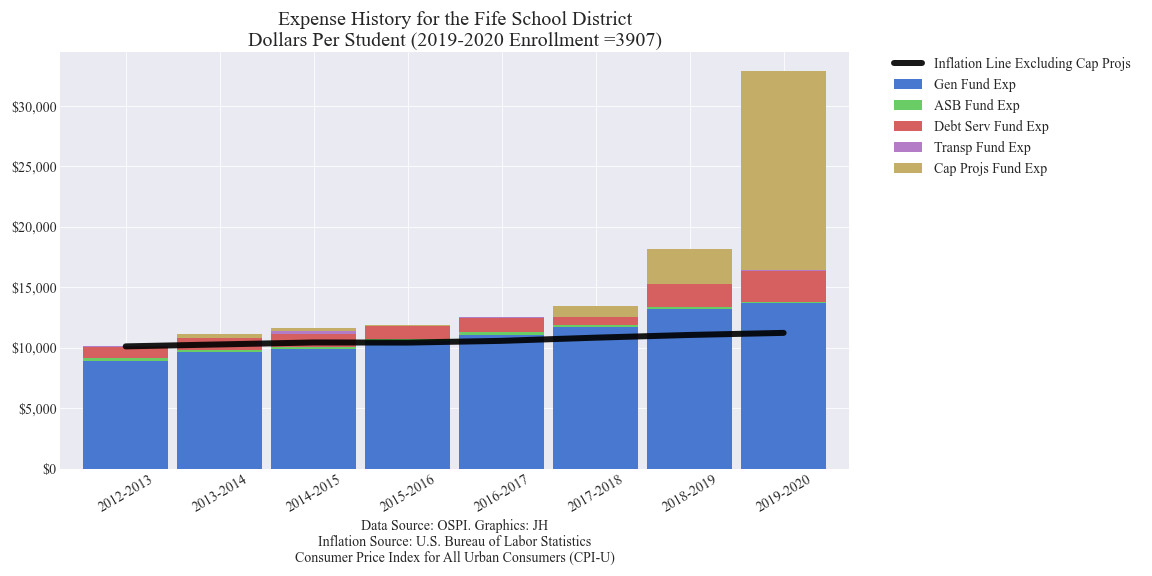 Expense History for the Fife School District
Dollars Per Student (2019-2020 Enrollment =3907)
Inflation Line Excluding Cap Projs
Gen Fund Exp
ASB Fund Exp
Debt Serv Fund Exp
Transp Fund Exp
Cap Projs Fund Exp
$30,000
$25,000
$20,000
$15,000
$10,000
$5,000
$0
2012-2013
2013-2014
2014-2015
2015-2016
2016-2017
2017-2018
2018-2019
2019-2020
Data Source: OSPI. Graphics: JH
Inflation Source: U.S. Bureau of Labor Statistics
Consumer Price Index for All Urban Consumers (CPI-U)